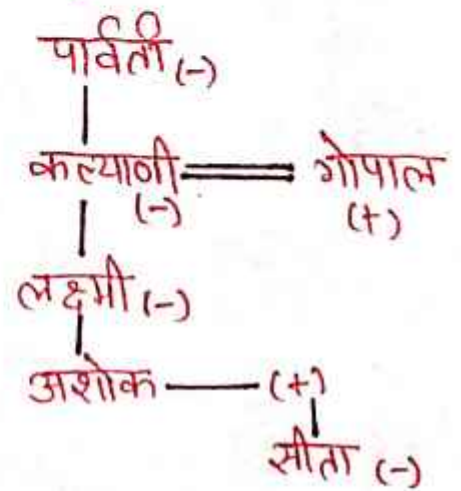 पार्वती (-)
कल्याणी गोपाल
(-) (+)
लक्ष्मी (-)
अशोक (+)
सीता (-)